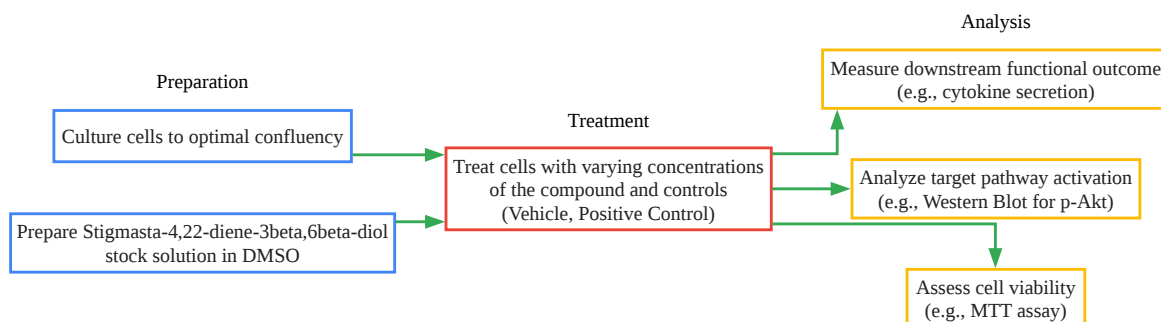 Preparation
Culture cells to optimal confluency
Prepare Stigmasta-4,22-diene-3beta,6beta-diol
stock solution in DMSO
Treatment
Treat cells with varying concentrations
of the compound and controls
(Vehicle, Positive Control)
Analysis
Measure downstream functional outcome
(e.g., cytokine secretion)
Analyze target pathway activation
(e.g., Western Blot for p-Akt)
Assess cell viability
(e.g., MTT assay)